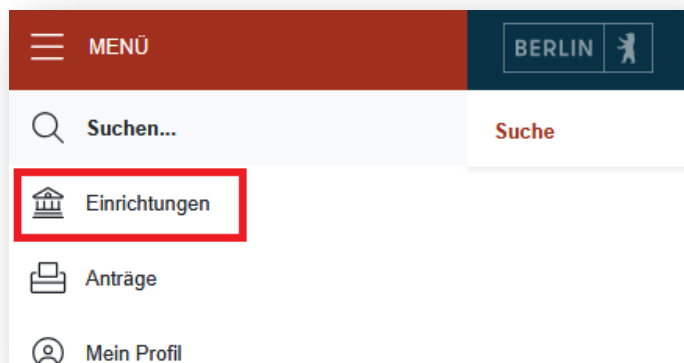 MENÜ
BERLIN
Suchen...
Suche
Einrichtungen
Anträge
Mein Profil